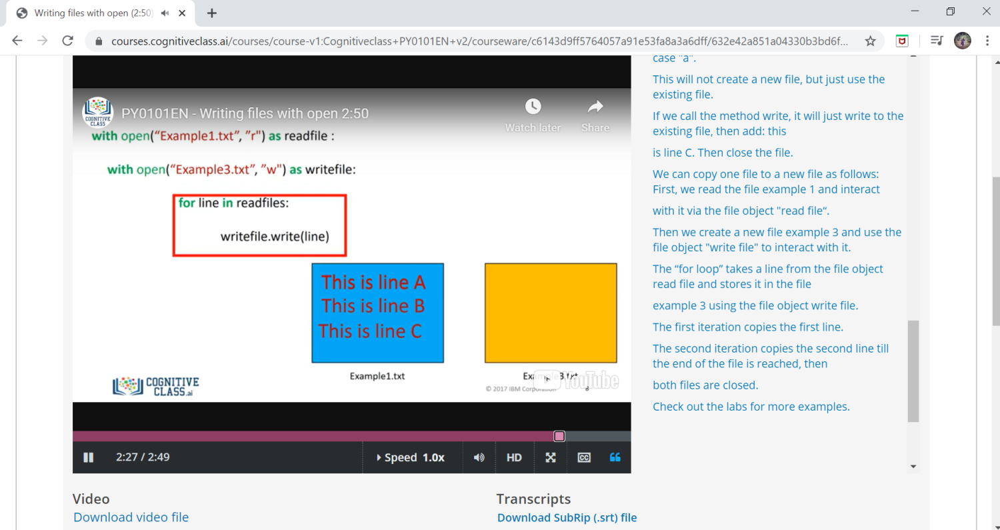 Writing files with open (2:50)
courses.cognitiveclass.ai/courses/course-v1:Cognitiveclass+PY0101EN+v2/courseware/c6143d9ff5764057a91e53fa8a3a6dff/632e42a851a04330b3bd6f...
COGNITIVE
CLASS
PY0101EN - Writing files with open 2:50
Watch later
Share
with open(“Example1.txt”, ”r") as readfile :
with open(“Example3.txt”, ”w") as writefile:
for line in readfiles:
writefile.write(line)
This is line A
This is line B
This is line C
Example1.txt
YouTube
COGNITIVE
CLASS.ai
© 2017 IBM Corporation
2:27 / 2:49
Speed 1.0x
HD
CC
case "a".
This will not create a new file, but just use the
existing file.
If we call the method write, it will just write to the
existing file, then add: this
is line C. Then close the file.
We can copy one file to a new file as follows:
First, we read the file example 1 and interact
with it via the file object "read file“.
Then we create a new file example 3 and use the
file object "write file" to interact with it.
The “for loop” takes a line from the file object
read file and stores it in the file
example 3 using the file object write file.
The first iteration copies the first line.
The second iteration copies the second line till
the end of the file is reached, then
both files are closed.
Check out the labs for more examples.
Video
Download video file
Transcripts
Download SubRip (.srt) file